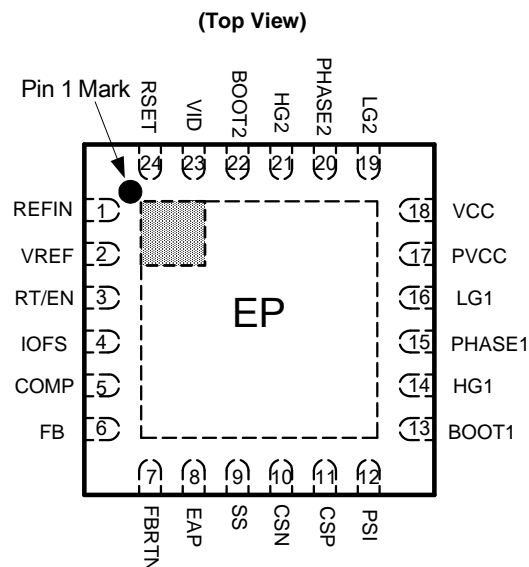 (Top View)
Pin 1 Mark
RSET
VID
BOOT2
HG2
PHASE2
LG2
24
23
22
21
20
19
REFIN 1
VREF 2
RT/EN 3
IOFS 4
COMP 5
FB 6
EP
18 VCC
17 PVCC
16 LG1
15 PHASE1
14 HG1
13 BOOT1
7
8
9
10
11
12
FBRTN
EAP
SS
CSN
CSP
PSI